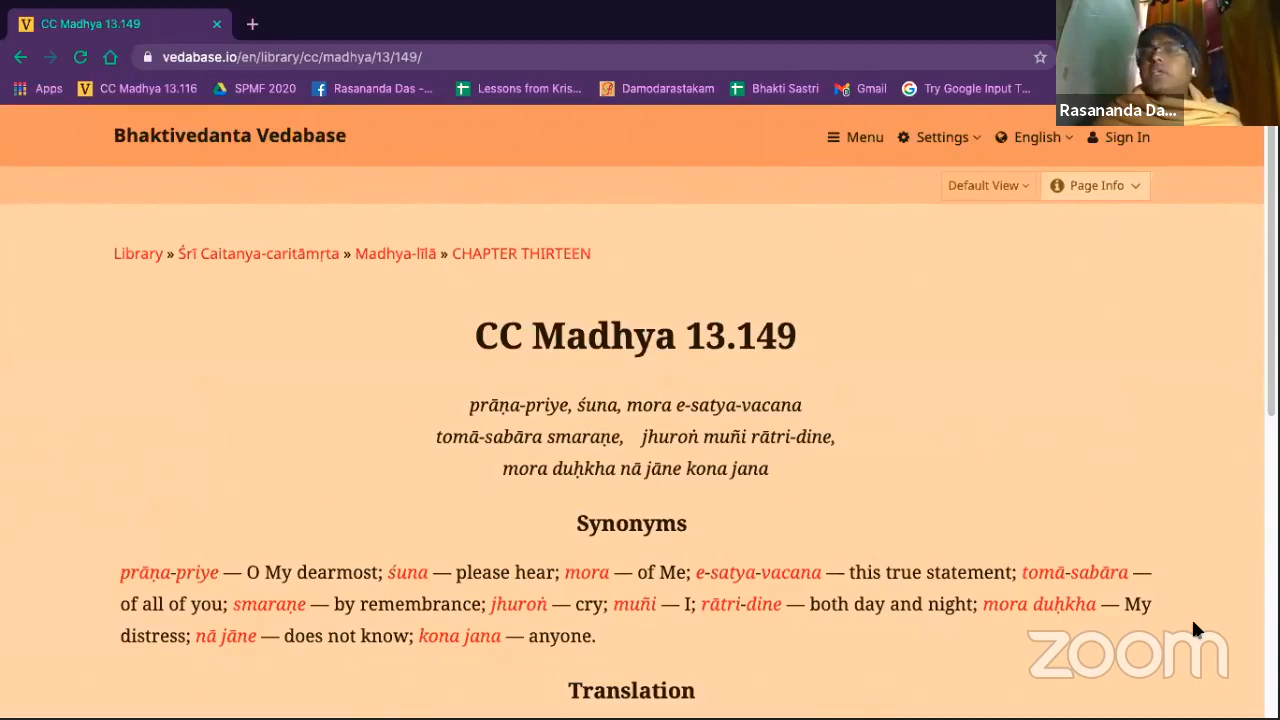 CC Madhya 13.149
vedabase.io/en/library/cc/madhya/13/149/
Apps CC Madhya 13.116 SPMF 2020 Rasananda Das -... Lessons from Kris... Damodarastakam Bhakti Sastri Gmail Try Google Input T...
Rasananda Da...
Bhaktivedanta Vedabase
Menu Settings English Sign In
Default View Page Info
Library » Śrī Caitanya-caritāmṛta » Madhya-līlā » CHAPTER THIRTEEN
CC Madhya 13.149
prāṇa-priye, śuna, mora e-satya-vacana
tomā-sabāra smaraṇe, jhuroṅ muñi rātri-dine,
mora duḥkha nā jāne kona jana
Synonyms
prāṇa-priye — O My dearmost; śuna — please hear; mora — of Me; e-satya-vacana — this true statement; tomā-sabāra —
of all of you; smaraṇe — by remembrance; jhuroṅ — cry; muñi — I; rātri-dine — both day and night; mora duḥkha — My
distress; nā jāne — does not know; kona jana — anyone.
zoom
Translation